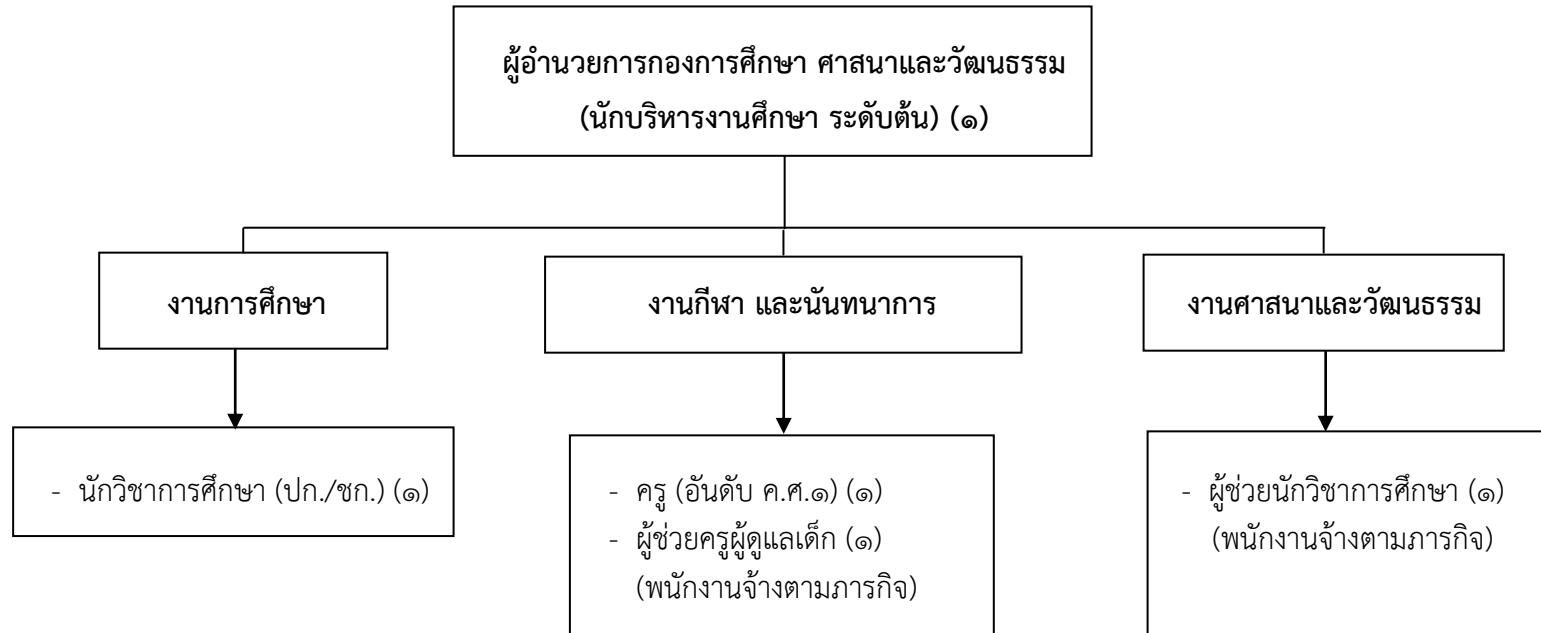 ผู้อำนวยการกองการศึกษา ศาสนาและวัฒนธรรม
(นักบริหารงานศึกษา ระดับต้น) (๑)
งานการศึกษา
งานกีฬา และนันทนาการ
งานศาสนาและวัฒนธรรม
- นักวิชาการศึกษา (ปก./ชก.) (๑)
- ครู (อันดับ ค.ศ.๑) (๑)
- ผู้ช่วยครูผู้ดูแลเด็ก (๑)
(พนักงานจ้างตามภารกิจ)
- ผู้ช่วยนักวิชาการศึกษา (๑)
(พนักงานจ้างตามภารกิจ)